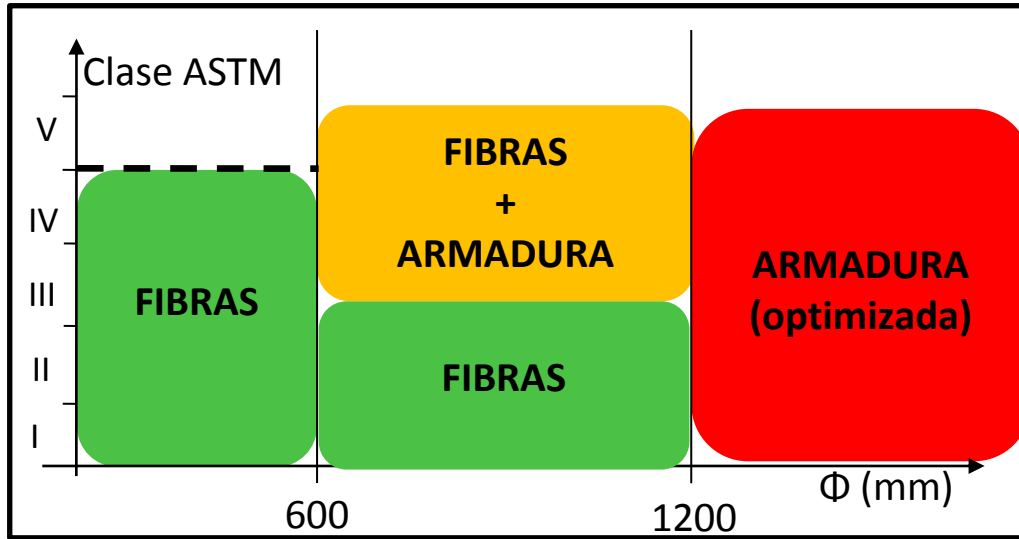 Clase ASTM
V
IV
III
II
I
FIBRAS
FIBRAS
+
ARMADURA
FIBRAS
ARMADURA
(optimizada)
Φ (mm)
600
1200